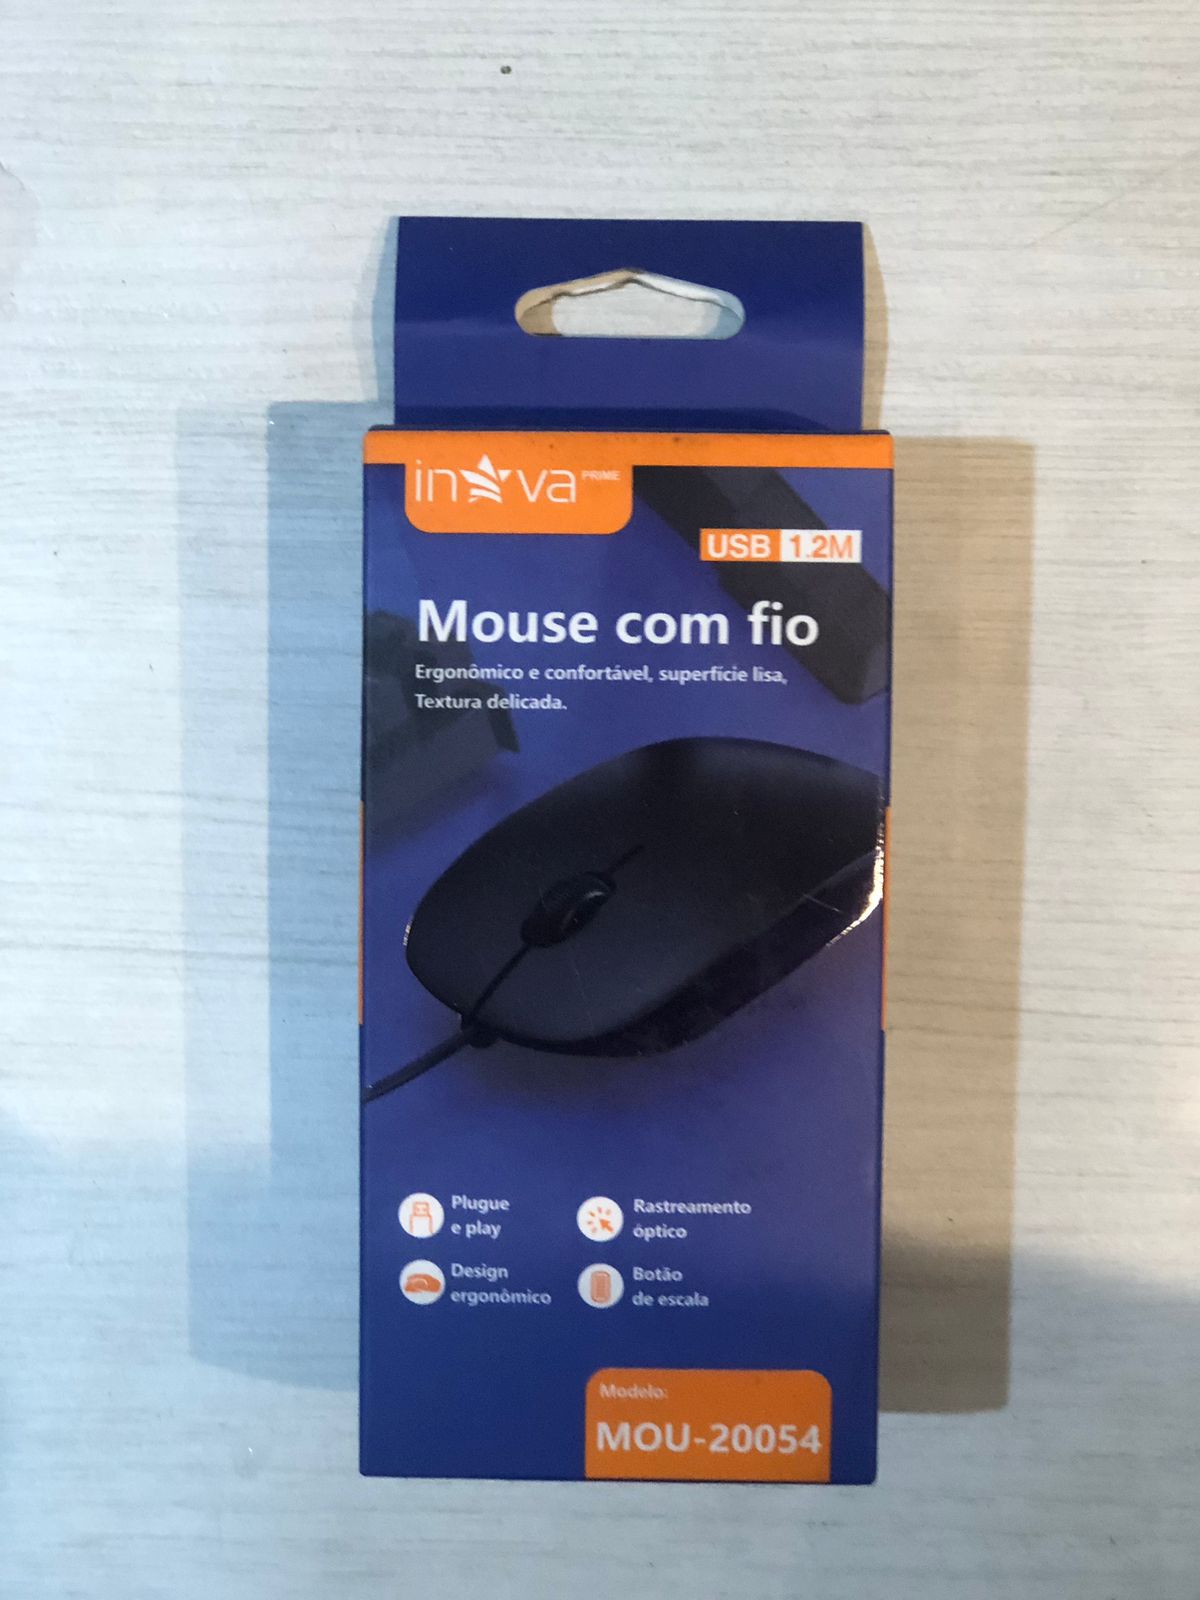 inova PRIME
USB 1.2M
Mouse com fio
Ergonômico e confortável, superfície lisa,
Textura delicada.
Plugue
e play
Rastreamento
óptico
Design
ergonômico
Botão
de escala
Modelo:
MOU-20054